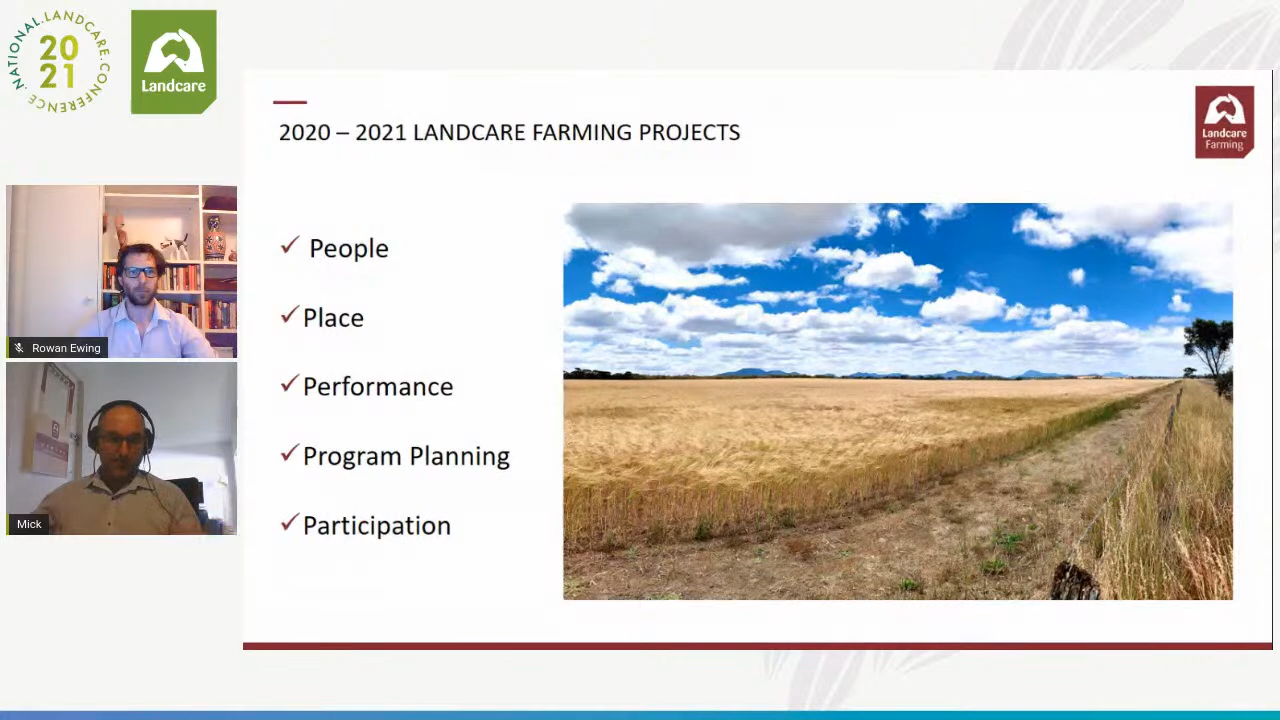 NATIONAL.LANDCARE.CONFERENCE.
20
21
Landcare
2020 – 2021 LANDCARE FARMING PROJECTS
Landcare
Farming
✓ People
✓ Place
✓ Performance
✓ Program Planning
✓ Participation
Rowan Ewing
Mick